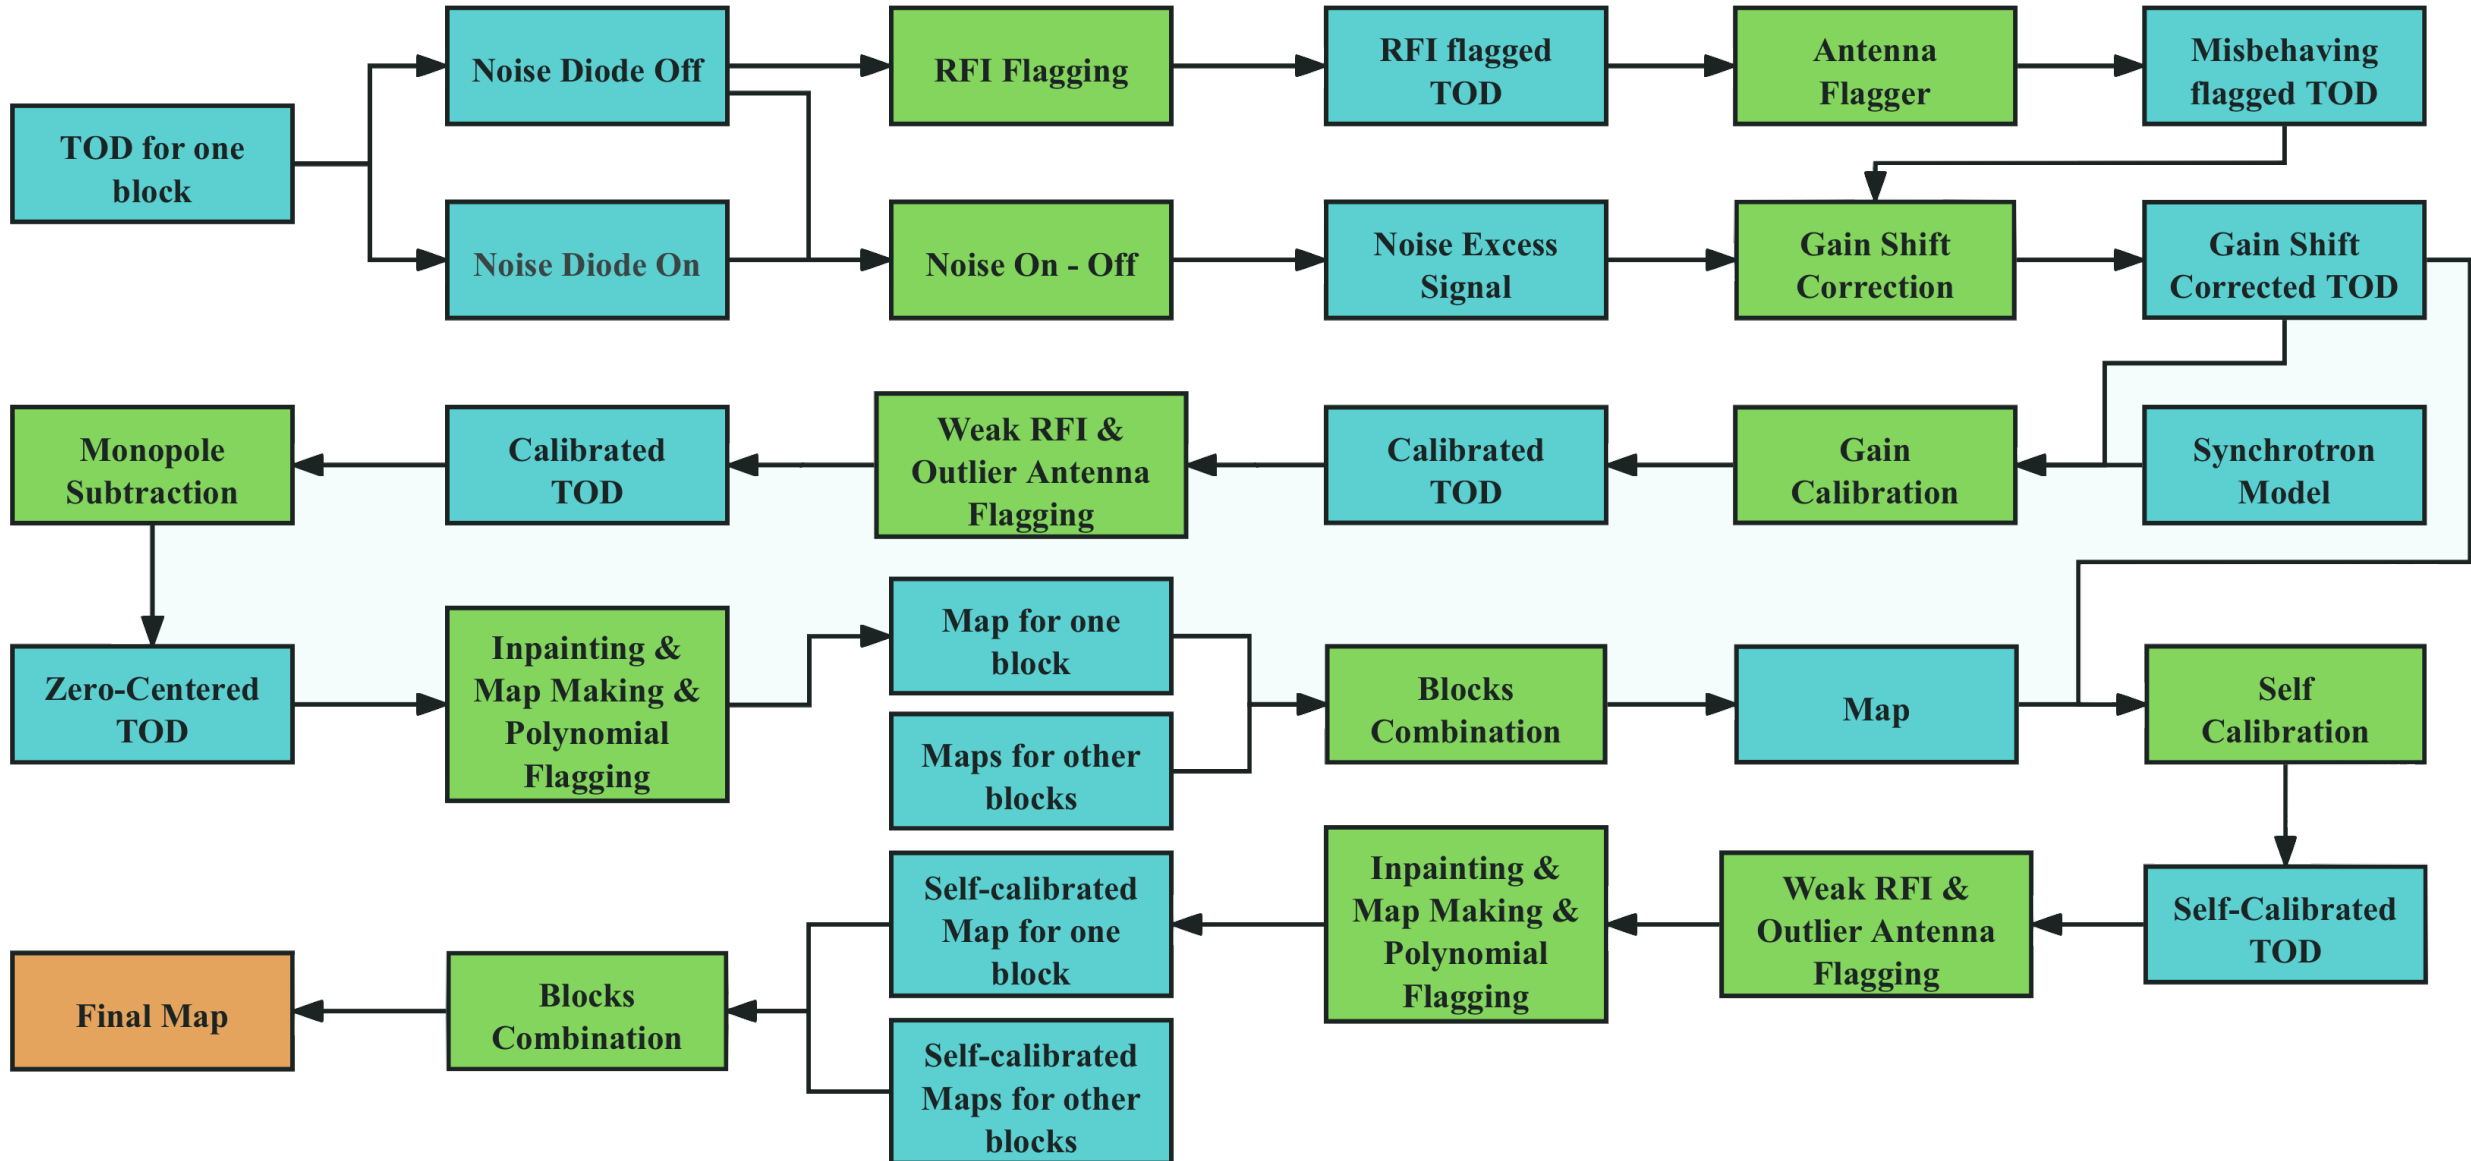 TOD for one
block
Noise Diode Off
RFI Flagging
RFI flagged
TOD
Antenna
Flagger
Misbehaving
flagged TOD
Noise Diode On
Noise On - Off
Noise Excess
Signal
Gain Shift
Correction
Gain Shift
Corrected TOD
Monopole
Subtraction
Calibrated
TOD
Weak RFI &
Outlier Antenna
Flagging
Calibrated
TOD
Gain
Calibration
Synchrotron
Model
Zero-Centered
TOD
Inpainting &
Map Making &
Polynomial
Flagging
Map for one
block
Maps for other
blocks
Blocks
Combination
Map
Self
Calibration
Final Map
Blocks
Combination
Self-calibrated
Map for one
block
Self-calibrated
Maps for other
blocks
Inpainting &
Map Making &
Polynomial
Flagging
Weak RFI &
Outlier Antenna
Flagging
Self-Calibrated
TOD